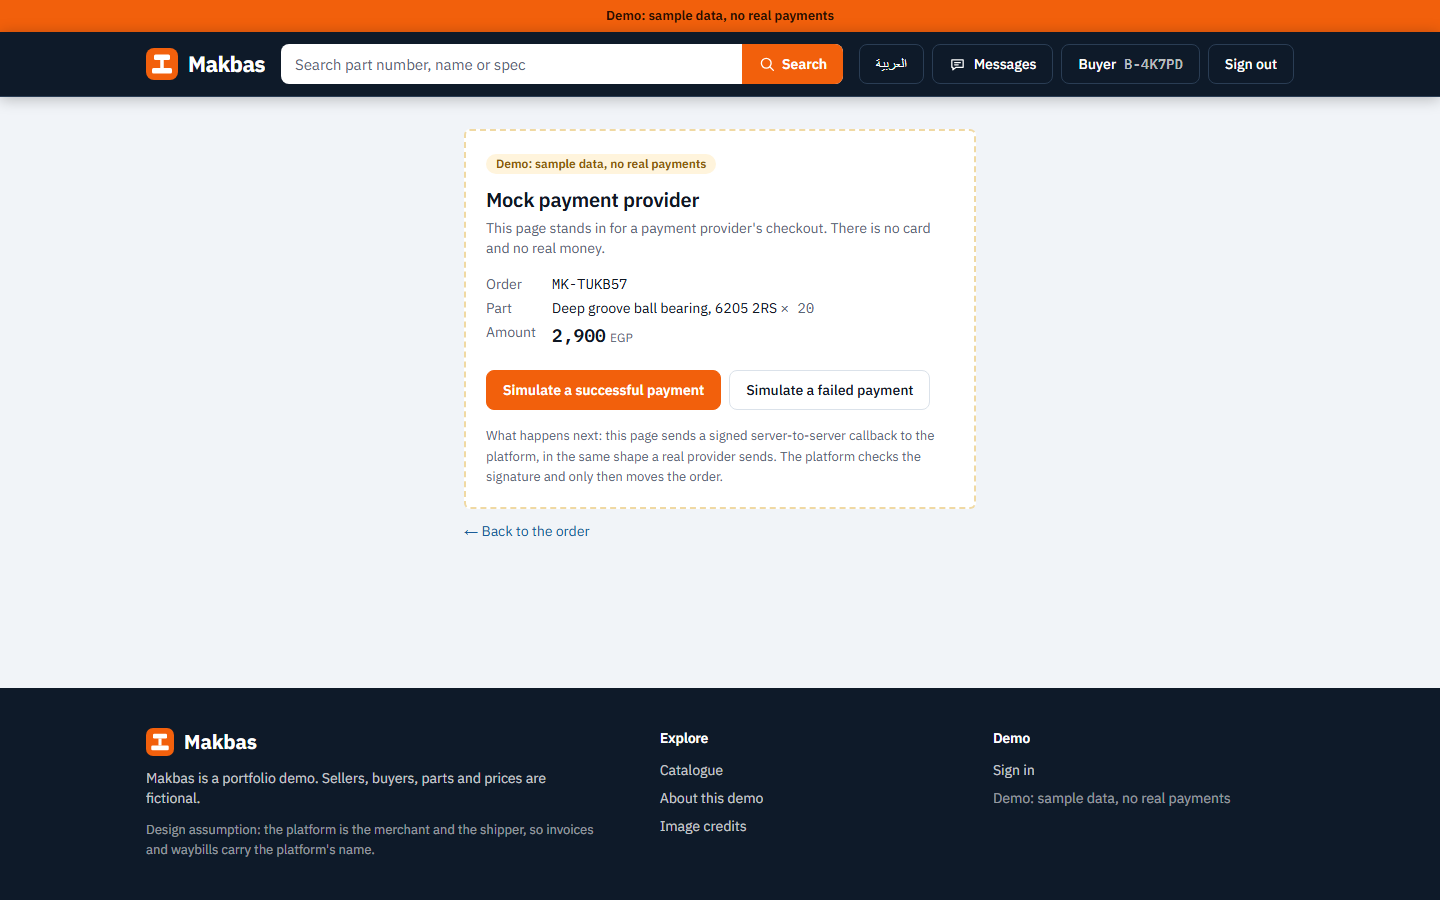 Demo: sample data, no real payments
Makbas
Search part number, name or spec
Search
العربية
Messages
Buyer B-4K7PD
Sign out
Demo: sample data, no real payments
Mock payment provider
This page stands in for a payment provider's checkout. There is no card
and no real money.
Order MK-TUKB57
Part Deep groove ball bearing, 6205 2RS × 20
Amount 2,900 EGP
Simulate a successful payment
Simulate a failed payment
What happens next: this page sends a signed server-to-server callback to the
platform, in the same shape a real provider sends. The platform checks the
signature and only then moves the order.
← Back to the order
Makbas
Makbas is a portfolio demo. Sellers, buyers, parts and prices are
fictional.
Design assumption: the platform is the merchant and the shipper, so invoices
and waybills carry the platform's name.
Explore
Catalogue
About this demo
Image credits
Demo
Sign in
Demo: sample data, no real payments